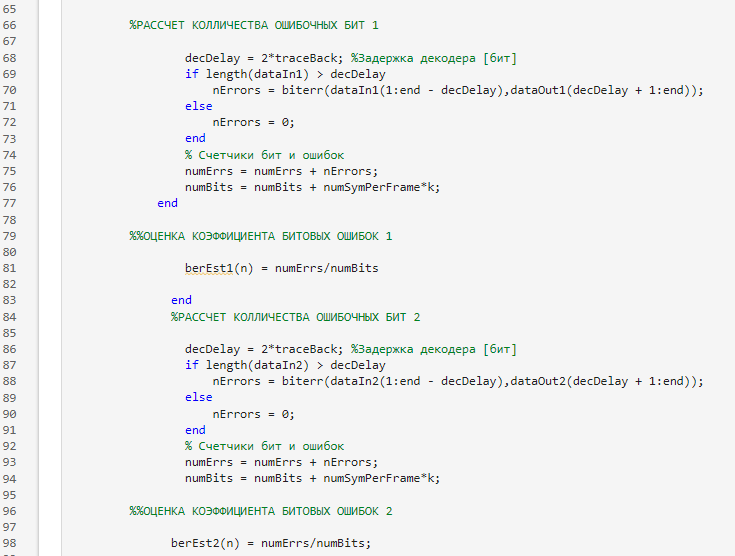 65
66 %РАССЧЕТ КОЛЛИЧЕСТВА ОШИБОЧНЫХ БИТ 1
67
68 decDelay = 2*traceBack; %Задержка декодера [бит]
69 if length(dataIn1) > decDelay
70 nErrors = biterr(dataIn1(1:end - decDelay),dataOut1(decDelay + 1:end));
71 else
72 nErrors = 0;
73 end
74 % Счетчики бит и ошибок
75 numErrs = numErrs + nErrors;
76 numBits = numBits + numSymPerFrame*k;
77 end
78
79 %%ОЦЕНКА КОЭФФИЦИЕНТА БИТОВЫХ ОШИБОК 1
80
81 berEst1(n) = numErrs/numBits
82
83 end
84 %РАССЧЕТ КОЛЛИЧЕСТВА ОШИБОЧНЫХ БИТ 2
85
86 decDelay = 2*traceBack; %Задержка декодера [бит]
87 if length(dataIn2) > decDelay
88 nErrors = biterr(dataIn2(1:end - decDelay),dataOut2(decDelay + 1:end));
89 else
90 nErrors = 0;
91 end
92 % Счетчики бит и ошибок
93 numErrs = numErrs + nErrors;
94 numBits = numBits + numSymPerFrame*k;
95
96 %%ОЦЕНКА КОЭФФИЦИЕНТА БИТОВЫХ ОШИБОК 2
97
98 berEst2(n) = numErrs/numBits;